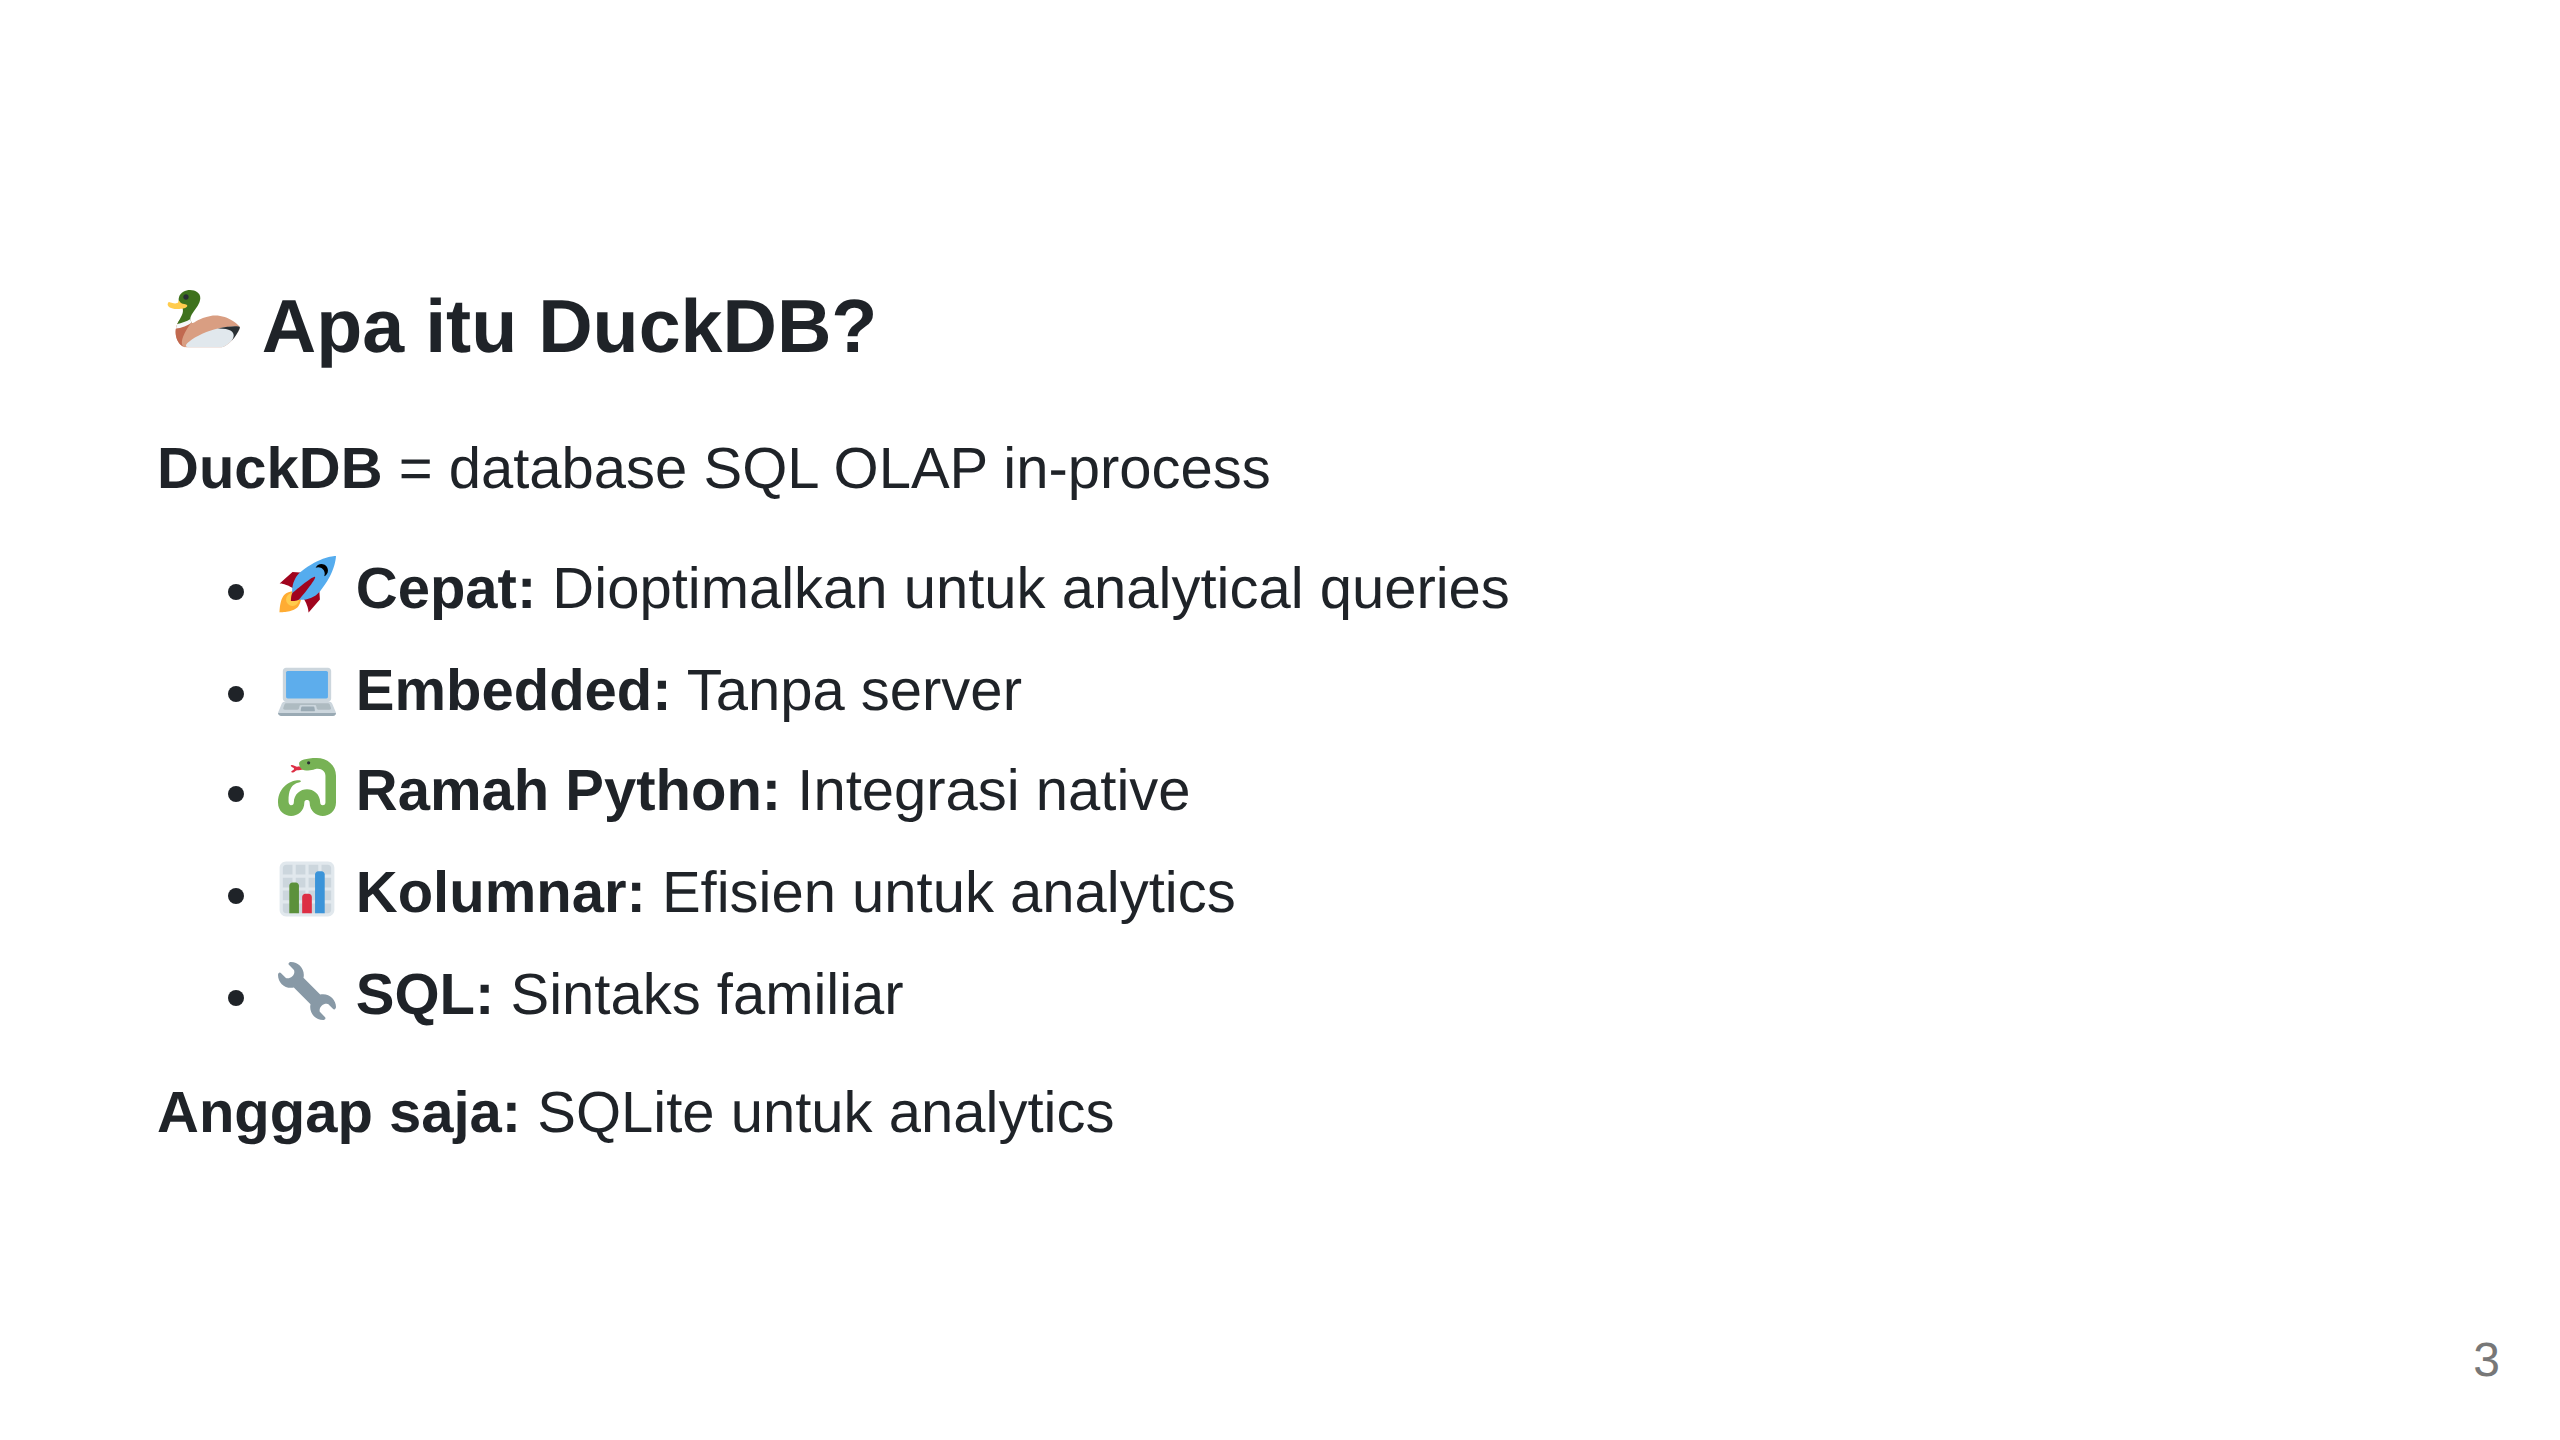 🦆 Apa itu DuckDB?
DuckDB = database SQL OLAP in-process
• 🚀 Cepat: Dioptimalkan untuk analytical queries
• 💻 Embedded: Tanpa server
• 🐍 Ramah Python: Integrasi native
• 📊 Kolumnar: Efisien untuk analytics
• 🔧 SQL: Sintaks familiar
Anggap saja: SQLite untuk analytics
3